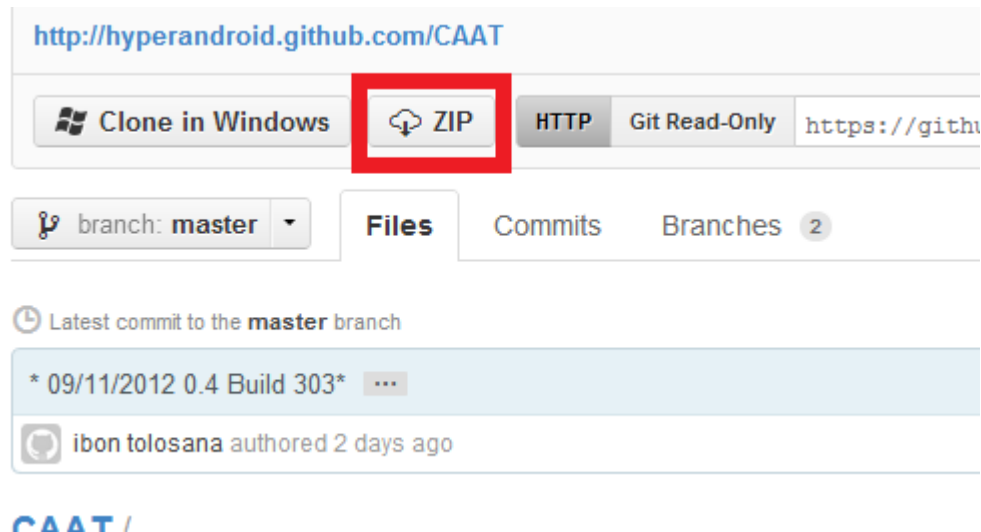 http://hyperandroid.github.com/CAAT
Clone in Windows ZIP HTTP Git Read-Only https://githu
branch: master Files Commits Branches 2
Latest commit to the master branch
* 09/11/2012 0.4 Build 303* ...
ibon tolosana authored 2 days ago
CAAT /